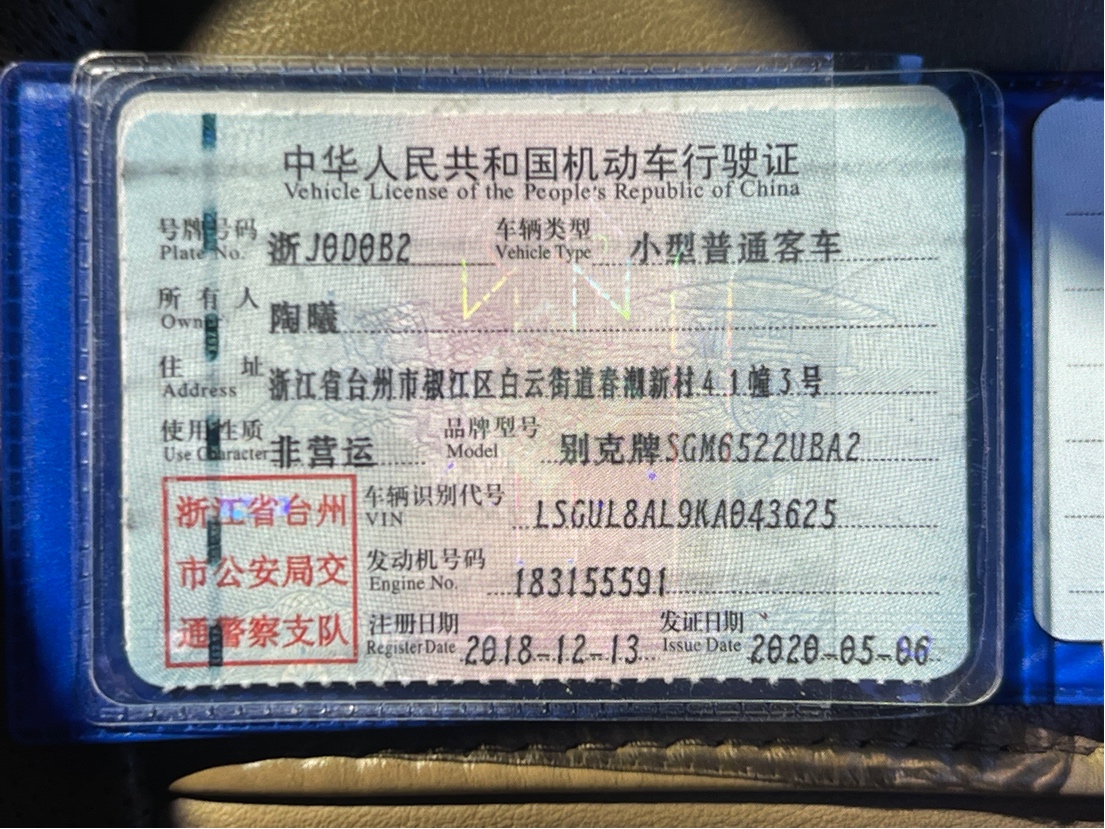 中华人民共和国机动车行驶证
Vehicle License of the People's Republic of China
号牌号码 浙J0D0B2 车辆类型 小型普通客车
Plate No. Vehicle Type
所有人 陶曦
Owner
住址 浙江省台州市椒江区白云街道春潮新村41幢3号
Address
使用性质 非营运 品牌型号 别克牌SGM6522UBA2
Use Character Model
浙江省台州 车辆识别代号 LSGUL8AL9KA043625
VIN
市公安局交 发动机号码 183155591
Engine No.
通警察支队 注册日期 2018-12-13 发证日期 2020-05-06
Register Date Issue Date